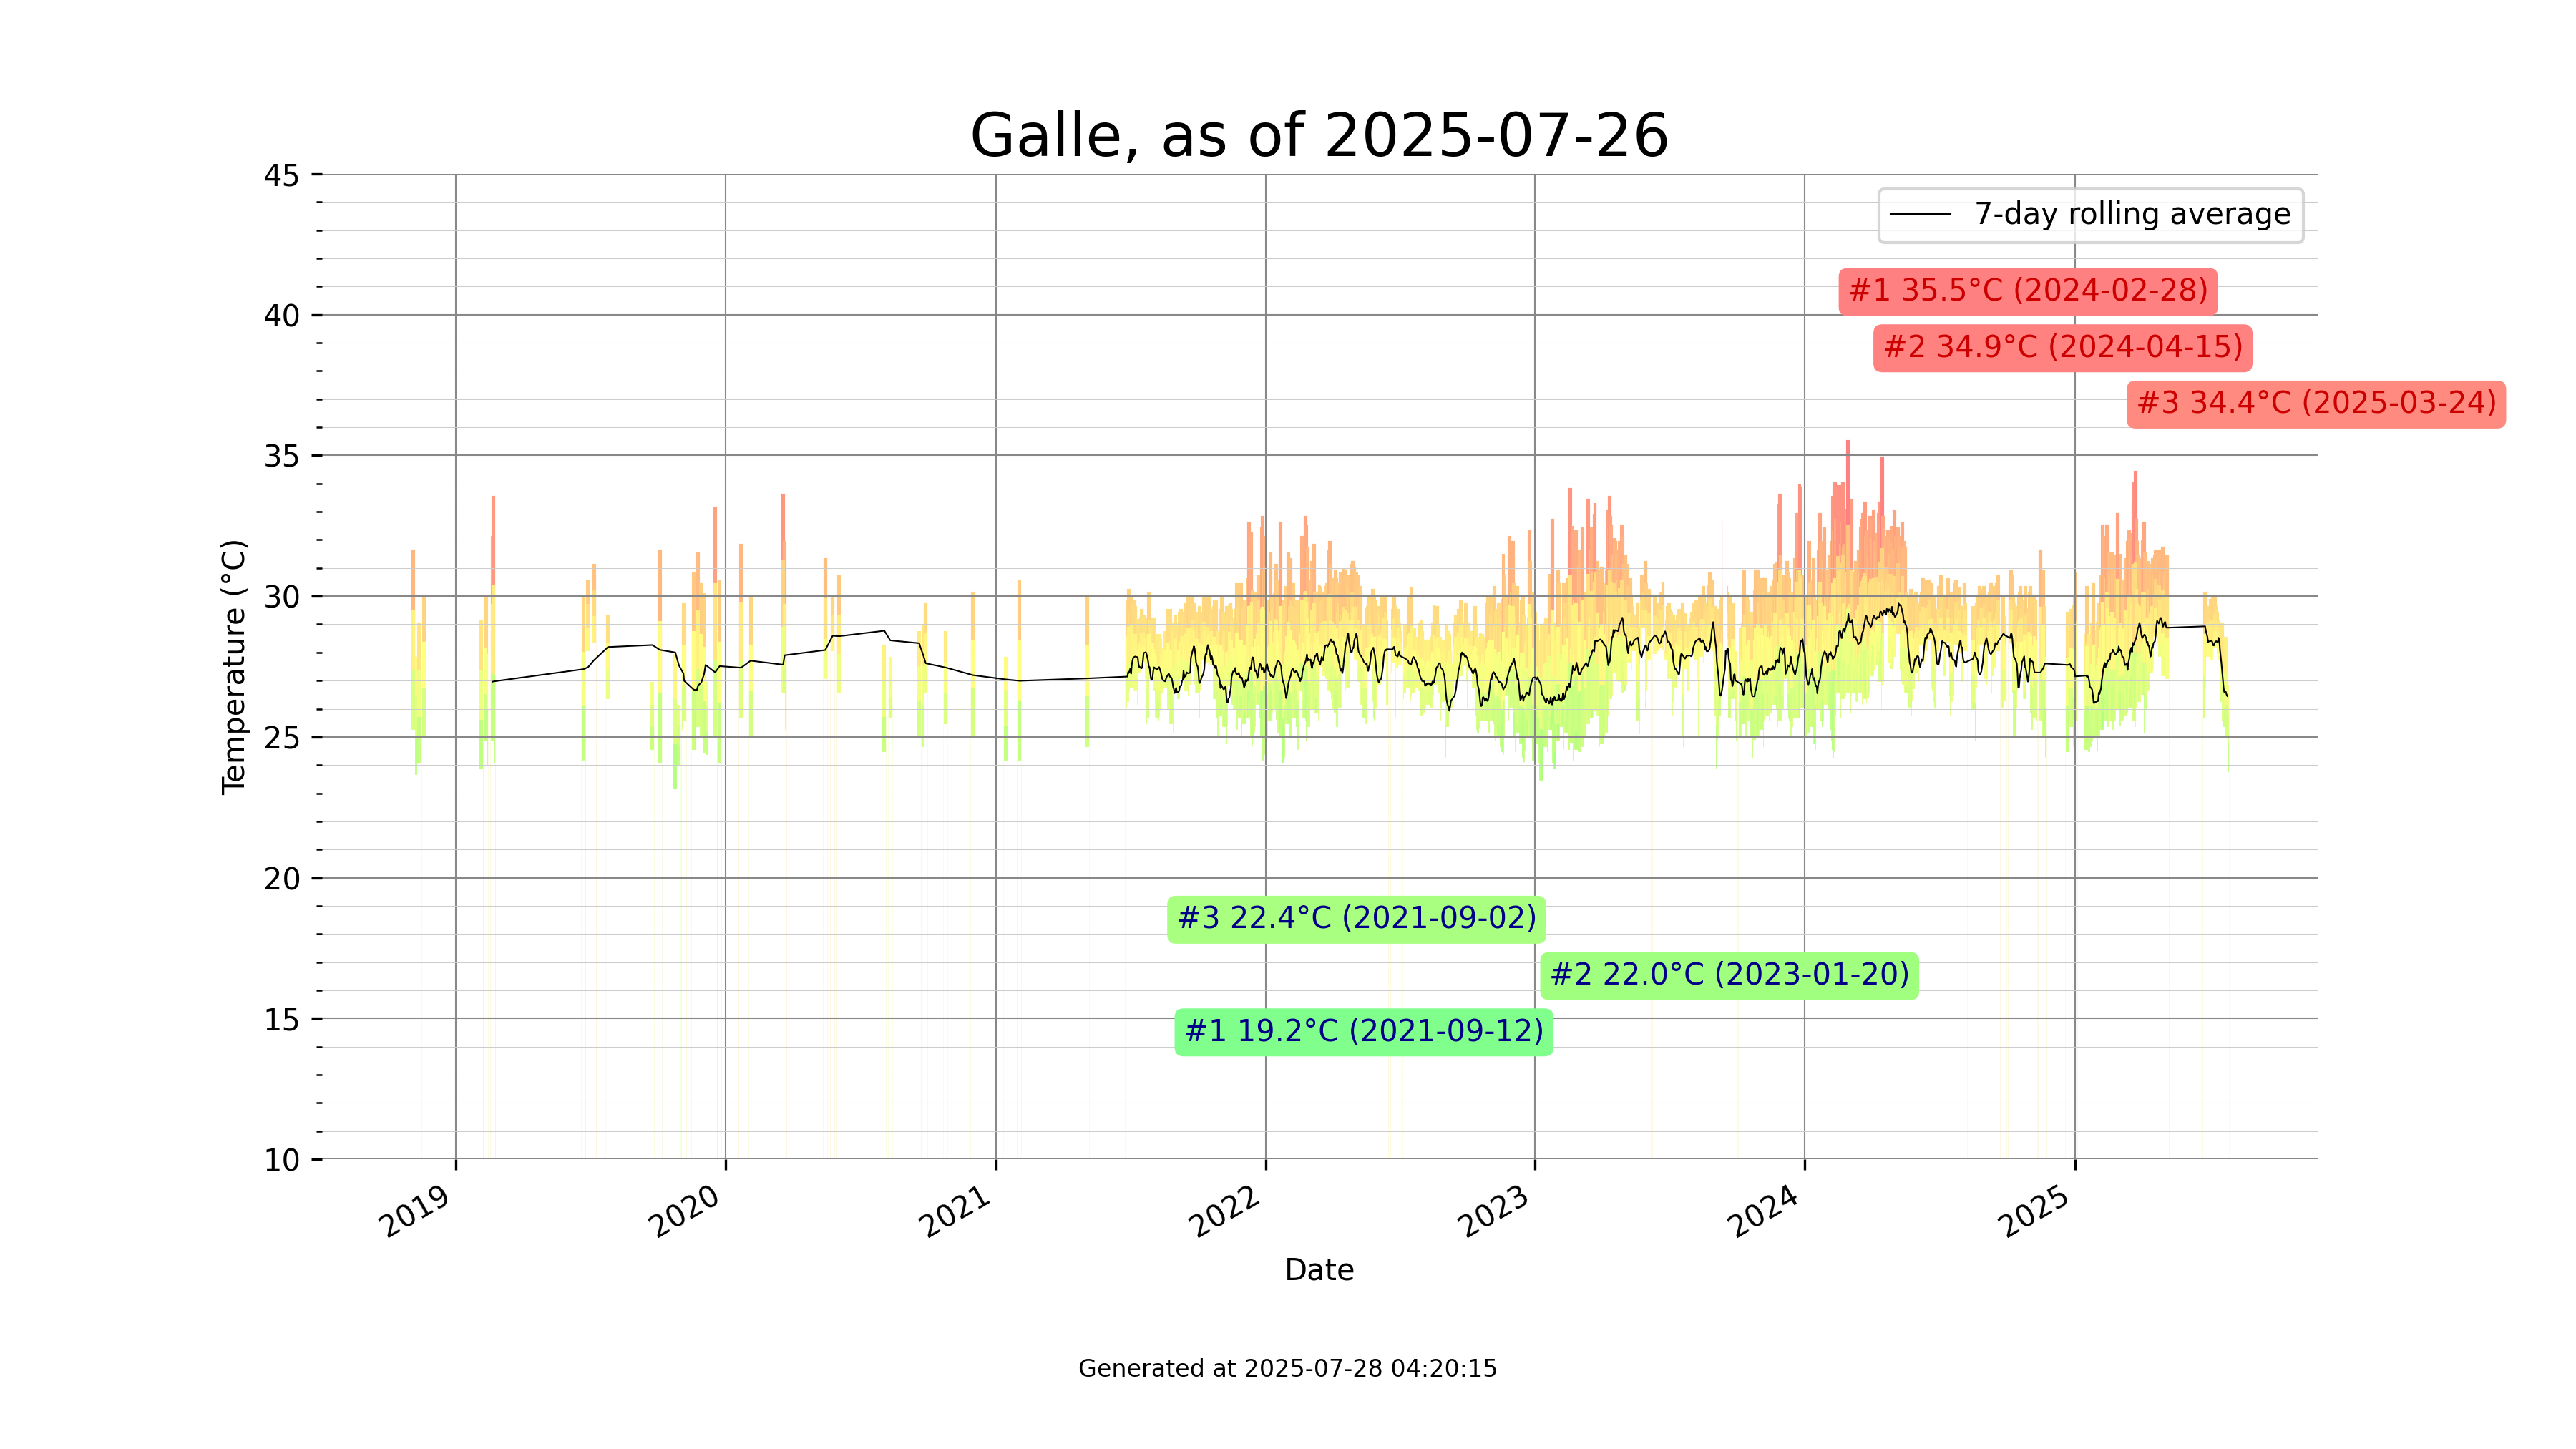 Galle, as of 2025-07-26
45
40
35
30
25
20
15
10
Temperature (°C)
7-day rolling average
#1 35.5°C (2024-02-28)
#2 34.9°C (2024-04-15)
#3 34.4°C (2025-03-24)
#3 22.4°C (2021-09-02)
#2 22.0°C (2023-01-20)
#1 19.2°C (2021-09-12)
2019
2020
2021
2022
2023
2024
2025
Date
Generated at 2025-07-28 04:20:15